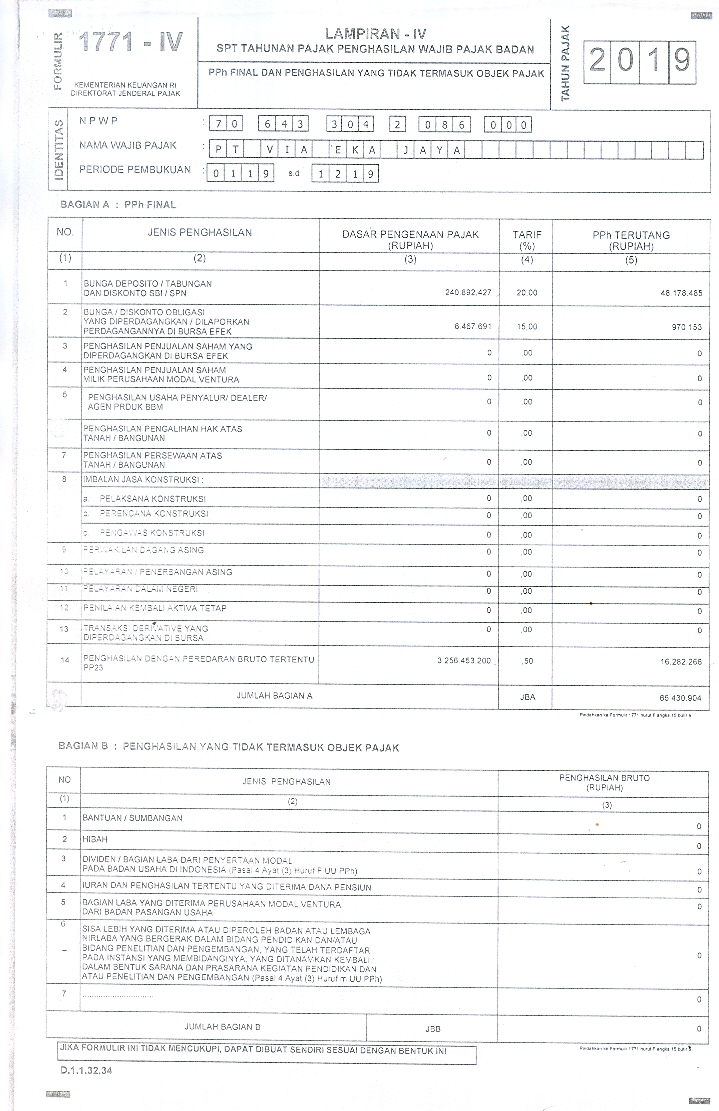 FORMULIR
1771 - IV
KEMENTERIAN KEUANGAN RI
DIREKTORAT JENDERAL PAJAK
LAMPIRAN - IV
SPT TAHUNAN PAJAK PENGHASILAN WAJIB PAJAK BADAN
PPh FINAL DAN PENGHASILAN YANG TIDAK TERMASUK OBJEK PAJAK
TAHUN PAJAK
2 0 1 9
IDENTITAS
N P W P : 7 0 6 4 3 3 0 4 2 0 8 6 0 0 0
NAMA WAJIB PAJAK : P T V I A E K A J A Y A
PERIODE PEMBUKUAN : 0 1 1 9 s.d 1 2 1 9
BAGIAN A : PPh FINAL
NO. JENIS PENGHASILAN DASAR PENGENAAN PAJAK (RUPIAH) TARIF (%) PPh TERUTANG (RUPIAH)
(1) (2) (3) (4) (5)
1 BUNGA DEPOSITO / TABUNGAN
DAN DISKONTO SBI / SPN 240.892.427 20,00 48.178.485
2 BUNGA / DISKONTO OBLIGASI
YANG DIPERDAGANGKAN / DILAPORKAN
PERDAGANGANNYA DI BURSA EFEK 6.467.691 15,00 970.153
3 PENGHASILAN PENJUALAN SAHAM YANG
DIPERDAGANGKAN DI BURSA EFEK 0 ,00 0
4 PENGHASILAN PENJUALAN SAHAM
MILIK PERUSAHAAN MODAL VENTURA 0 ,00 0
5 PENGHASILAN USAHA PENYALUR/ DEALER/
AGEN PRDUK BBM 0 ,00 0
PENGHASILAN PENGALIHAN HAK ATAS
TANAH / BANGUNAN 0 ,00 0
7 PENGHASILAN PERSEWAAN ATAS
TANAH / BANGUNAN 0 ,00 0
8 IMBALAN JASA KONSTRUKSI :
a. PELAKSANA KONSTRUKSI 0 ,00 0
b. PERENCANA KONSTRUKSI 0 ,00 0
c. PENGAWAS KONSTRUKSI 0 ,00 0
9 PERWAKILAN DAGANG ASING 0 ,00 0
10 PELAYARAN / PENERBANGAN ASING 0 ,00 0
11 PELAYARAN DALAM NEGERI 0 ,00 0
12 PENILAIAN KEMBALI AKTIVA TETAP 0 ,00 0
13 TRANSAKSI DERIVATIVE YANG
DIPERDAGANGKAN DI BURSA 0 ,00 0
14 PENGHASILAN DENGAN PEREDARAN BRUTO TERTENTU
PP23 3.256.453.200 ,50 16.282.266
JUMLAH BAGIAN A JBA 65.430.904
Pindahkan ke Formulir 1771 huruf F angka 15 butir a
BAGIAN B : PENGHASILAN YANG TIDAK TERMASUK OBJEK PAJAK
NO JENIS PENGHASILAN PENGHASILAN BRUTO (RUPIAH)
(1) (2) (3)
1 BANTUAN / SUMBANGAN 0
2 HIBAH 0
3 DIVIDEN / BAGIAN LABA DARI PENYERTAAN MODAL
PADA BADAN USAHA DI INDONESIA (Pasal 4 Ayat (3) Huruf F UU PPh) 0
4 IURAN DAN PENGHASILAN TERTENTU YANG DITERIMA DANA PENSIUN 0
5 BAGIAN LABA YANG DITERIMA PERUSAHAAN MODAL VENTURA
DARI BADAN PASANGAN USAHA 0
6 SISA LEBIH YANG DITERIMA ATAU DIPEROLEH BADAN ATAU LEMBAGA
NIRLABA YANG BERGERAK DALAM BIDANG PENDIDIKAN DAN/ATAU
BIDANG PENELITIAN DAN PENGEMBANGAN, YANG TELAH TERDAFTAR
PADA INSTANSI YANG MEMBIDANGINYA, YANG DITANAMKAN KEMBALI
DALAM BENTUK SARANA DAN PRASARANA KEGIATAN PENDIDIKAN DAN
ATAU PENELITIAN DAN PENGEMBANGAN (Pasal 4 Ayat (3) Huruf m UU PPh) 0
7 .............................. 0
JUMLAH BAGIAN B JBB 0
Pindahkan ke Formulir 1771 huruf F angka 15 butir b
JIKA FORMULIR INI TIDAK MENCUKUPI, DAPAT DIBUAT SENDIRI SESUAI DENGAN BENTUK INI
D.1.1.32.34